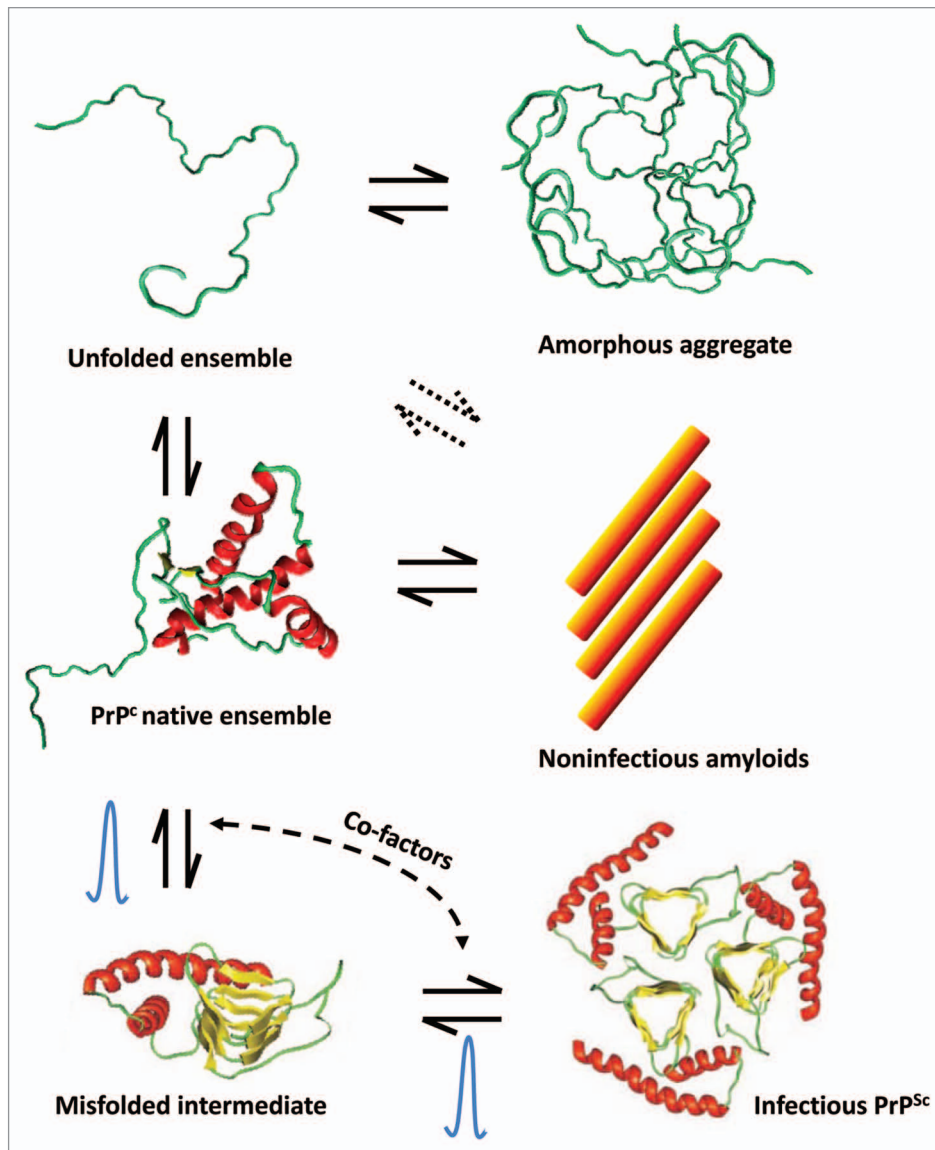 Unfolded ensemble
Amorphous aggregate
PrPᶜ native ensemble
Noninfectious amyloids
Co-factors
Misfolded intermediate
Infectious PrPˢᶜ